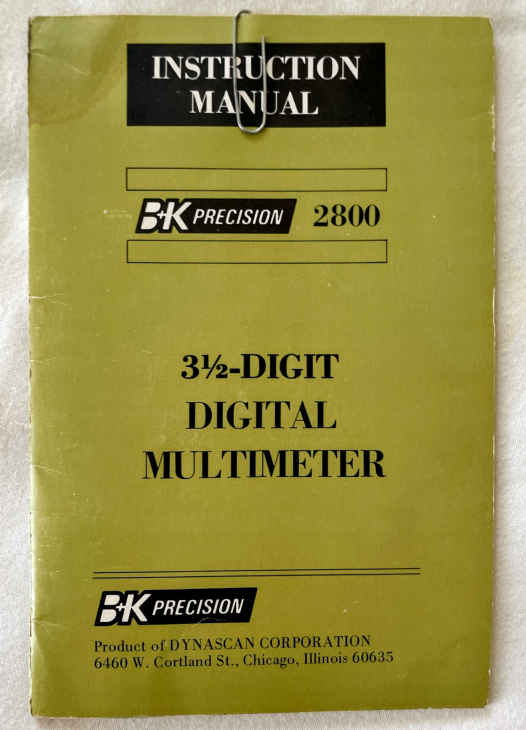 INSTRUCTION
MANUAL
B+K PRECISION 2800
3½-DIGIT
DIGITAL
MULTIMETER
B+K PRECISION
Product of DYNASCAN CORPORATION
6460 W. Cortland St., Chicago, Illinois 60635